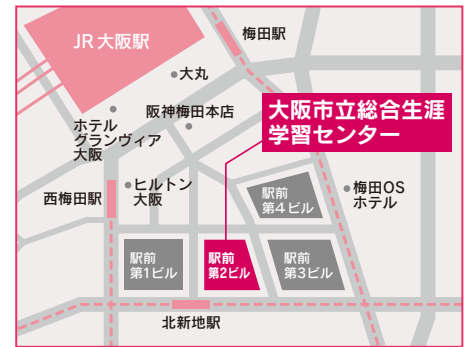 JR大阪駅
梅田駅
大丸
阪神梅田本店
ホテル
グランヴィア
大阪
大阪市立総合生涯
学習センター
西梅田駅
ヒルトン
大阪
駅前
第4ビル
梅田OS
ホテル
駅前
第1ビル
駅前
第2ビル
駅前
第3ビル
北新地駅